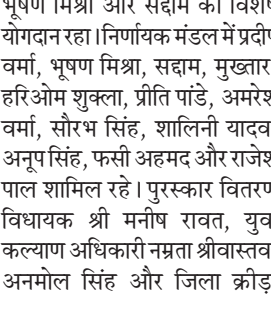 भूषण मिश्रा और सद्दाम का विशेष
योगदान रहा।निर्णायक मंडल में प्रदीप
वर्मा, भूषण मिश्रा, सद्दाम, मुख्तार
हरिओम शुक्ला, प्रीति पांडे, अमरेश
वर्मा, सौरभ सिंह, शालिनी यादव
अनूप सिंह, फसी अहमद और राजेश
पाल शामिल रहे। पुरस्कार वितरण
विधायक श्री मनीष रावत, युव
कल्याण अधिकारी नम्रता श्रीवास्तव
अनमोल सिंह और जिला क्रीड़